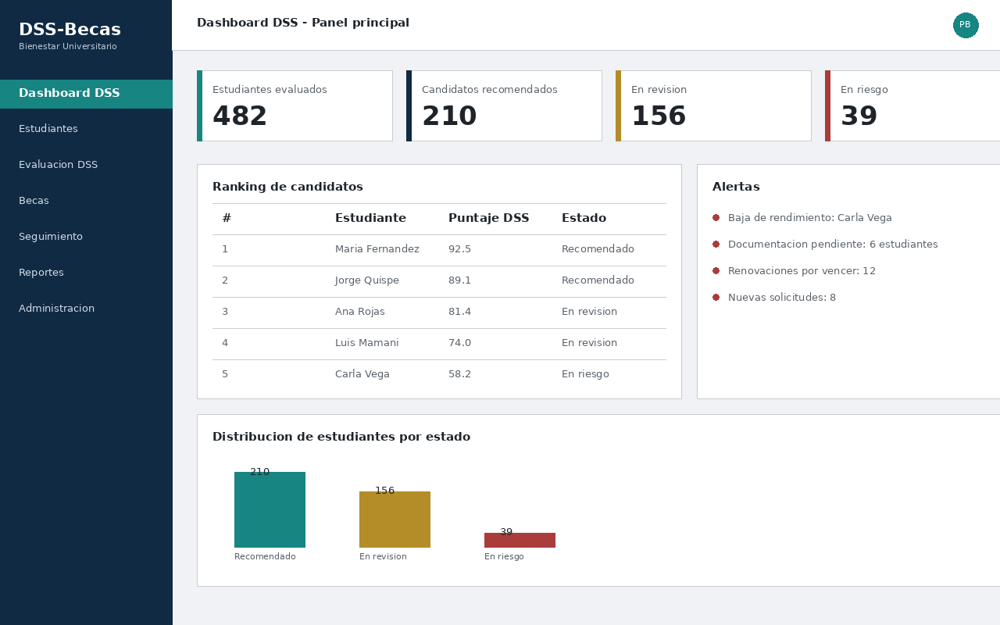 DSS-Becas
Bienestar Universitario
Dashboard DSS
Estudiantes
Evaluacion DSS
Becas
Seguimiento
Reportes
Administracion
Dashboard DSS - Panel principal
PB
Estudiantes evaluados
482
Candidatos recomendados
210
En revision
156
En riesgo
39
Ranking de candidatos
# Estudiante Puntaje DSS Estado
1 Maria Fernandez 92.5 Recomendado
2 Jorge Quispe 89.1 Recomendado
3 Ana Rojas 81.4 En revision
4 Luis Mamani 74.0 En revision
5 Carla Vega 58.2 En riesgo
Alertas
Baja de rendimiento: Carla Vega
Documentacion pendiente: 6 estudiantes
Renovaciones por vencer: 12
Nuevas solicitudes: 8
Distribucion de estudiantes por estado
210
156
39
Recomendado
En revision
En riesgo